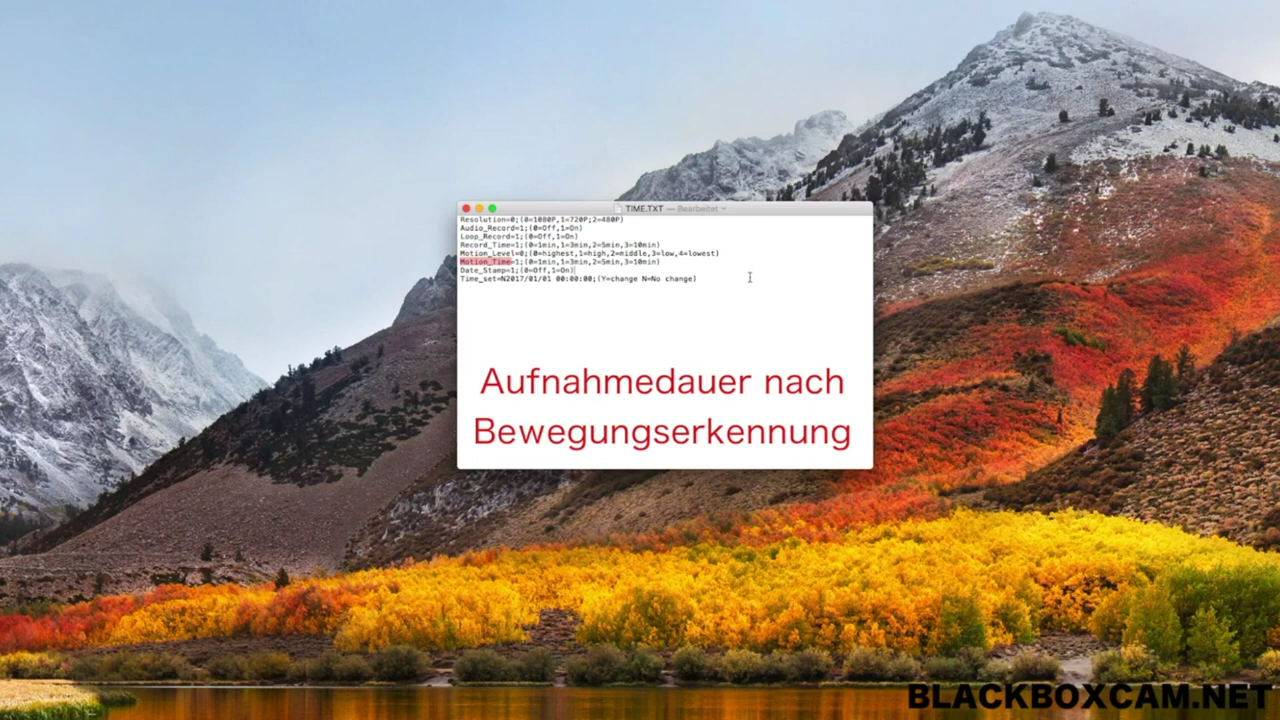 TIME.TXT — Bearbeitet
Resolution=0;(0=1080P,1=720P;2=480P)
Audio_Record=1;(0=Off,1=On)
Loop_Record=1;(0=Off,1=On)
Record_Time=1;(0=1min,1=3min,2=5min,3=10min)
Motion_Level=0;(0=highest,1=high,2=middle,3=low,4=lowest)
Motion_Time=1;(0=1min,1=3min,2=5min,3=10min)
Date_Stamp=1;(0=Off,1=On)
Time_set=N2017/01/01 00:00:00;(Y=change N=No change)
Aufnahmedauer nach
Bewegungserkennung
BLACKBOXCAM.NET